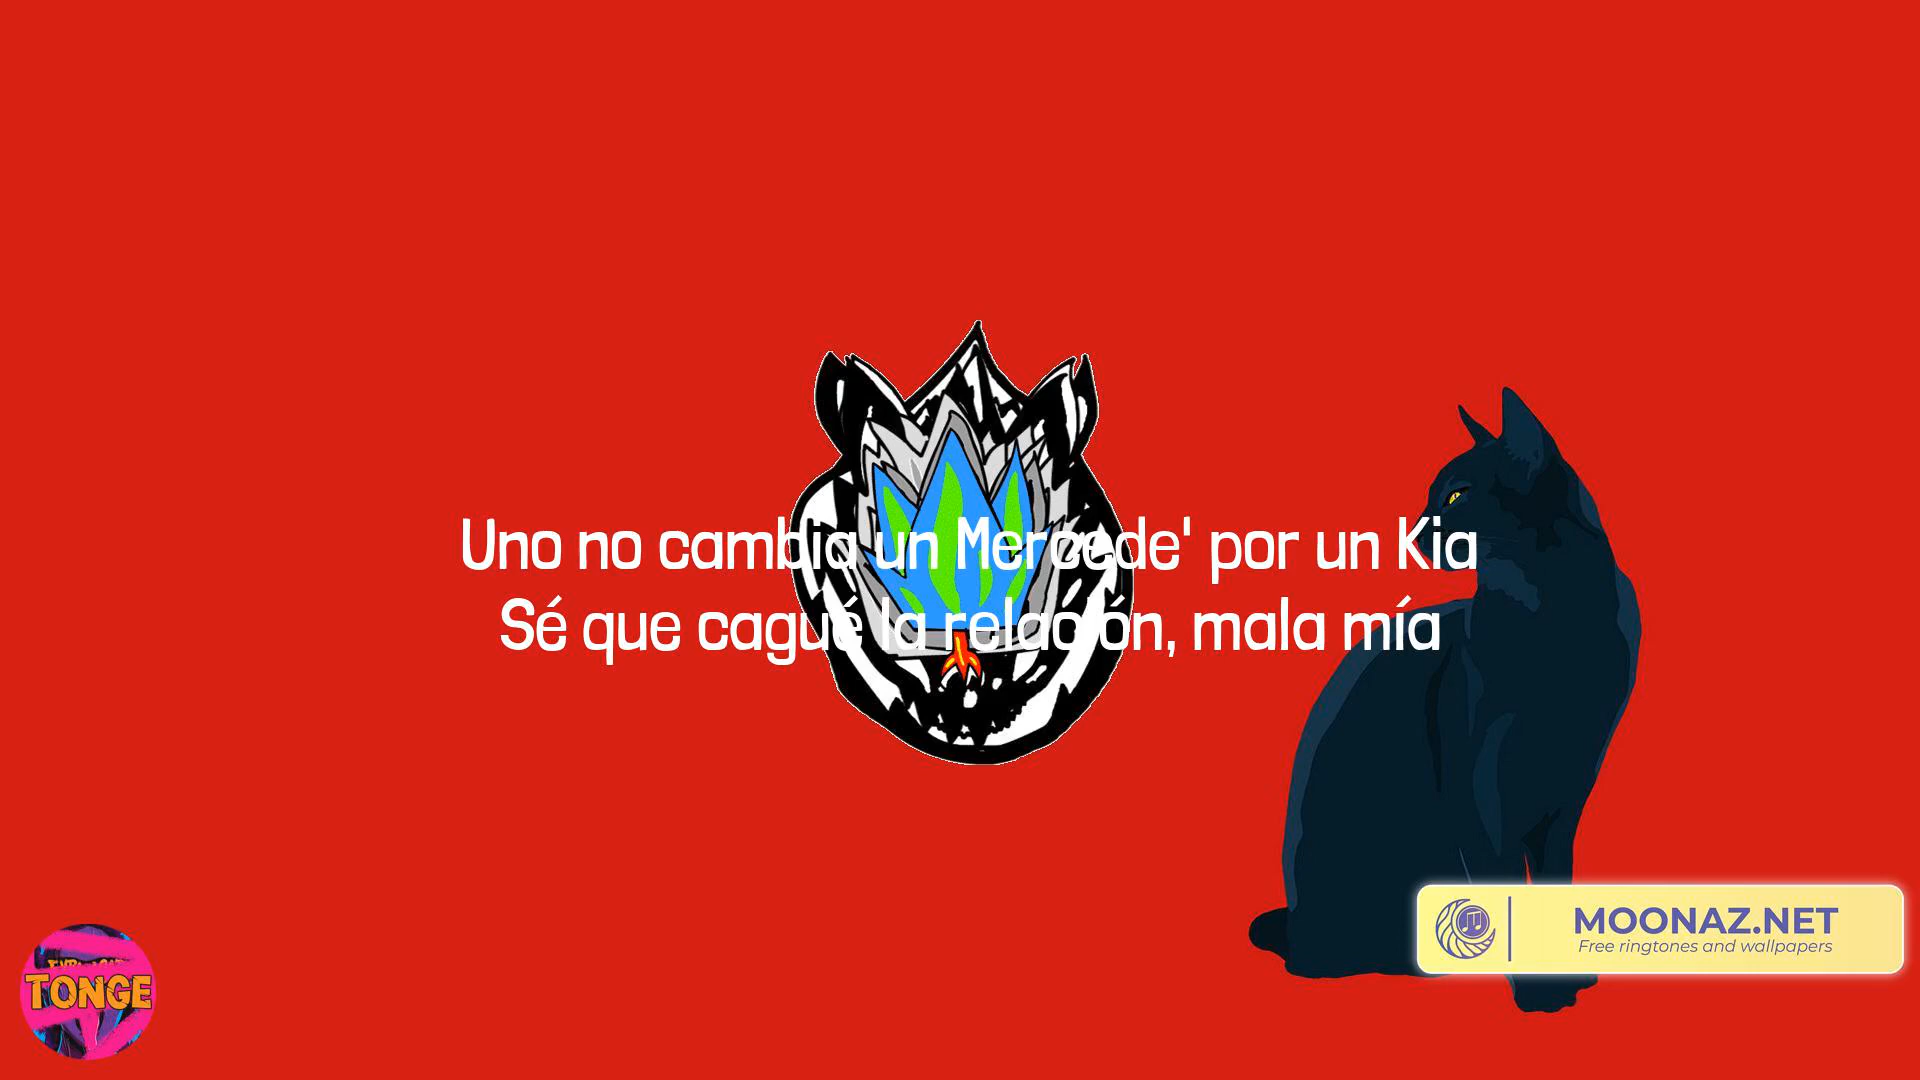 Uno no cambia un Mercede' por un Kia
Sé que cagué la relación, mala mía
TONGE
MOONAZ.NET
Free ringtones and wallpapers